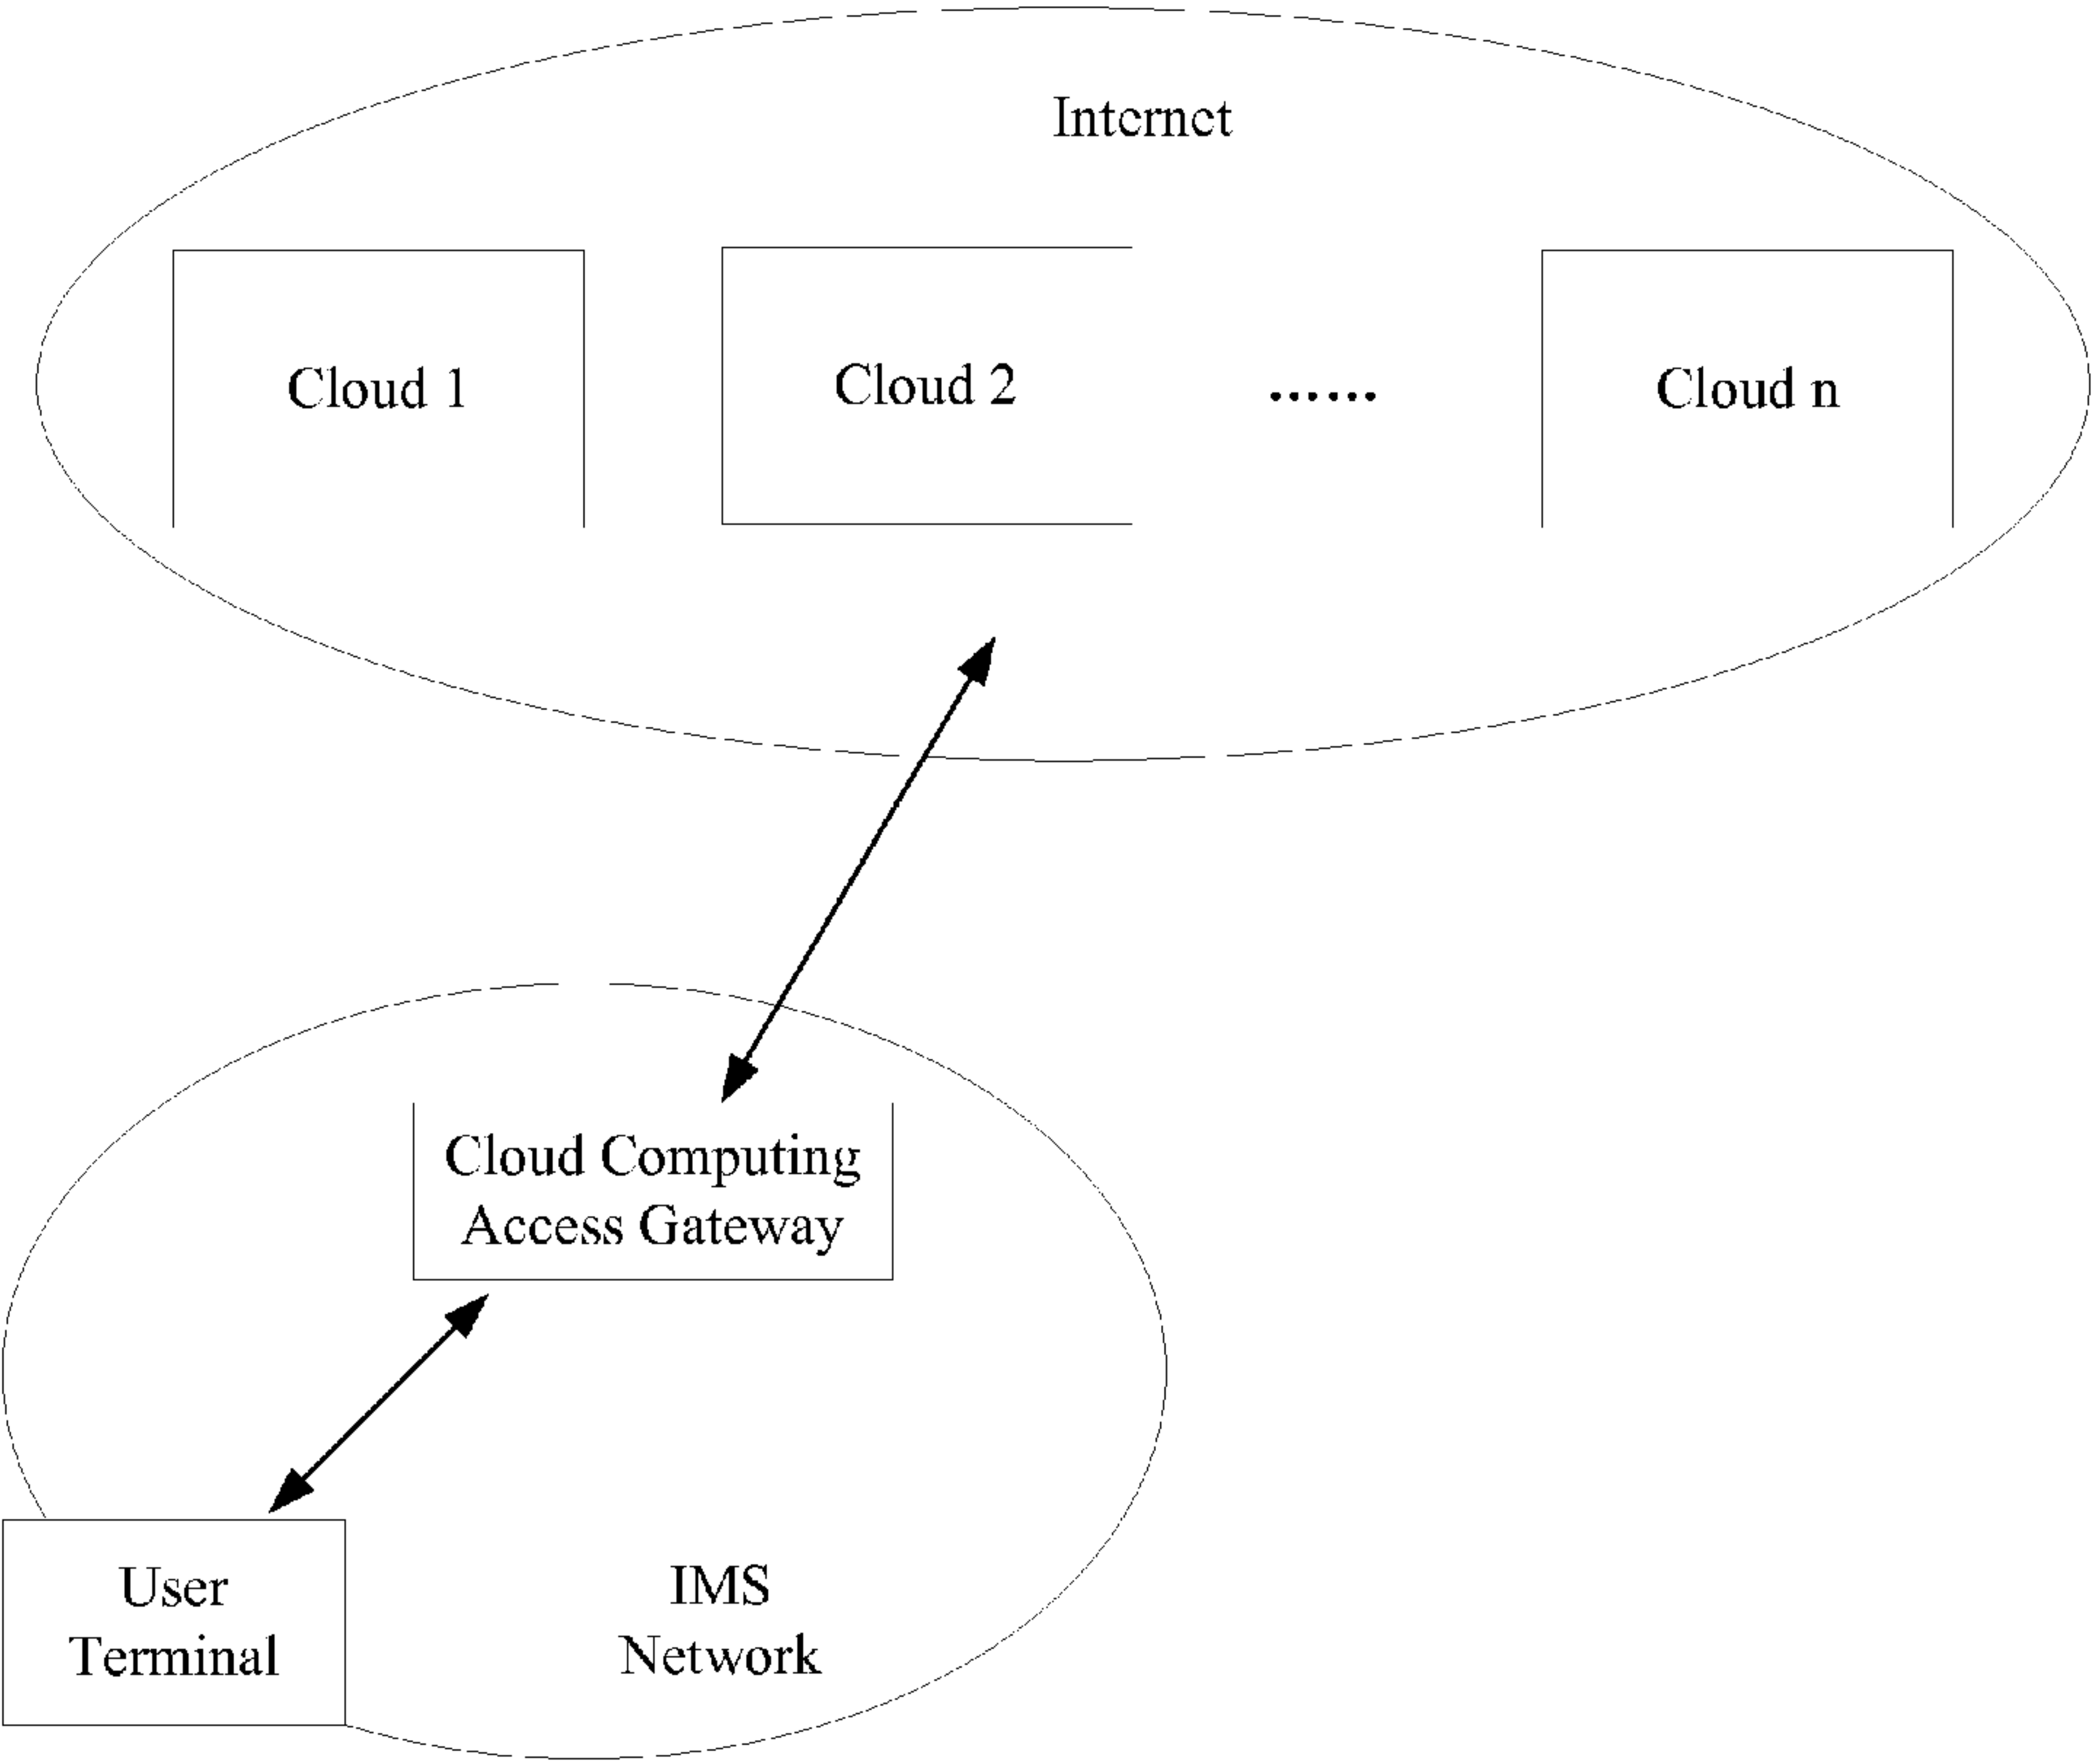 Internet
Cloud 1
Cloud 2
......
Cloud n
Cloud Computing
Access Gateway
User
Terminal
IMS
Network